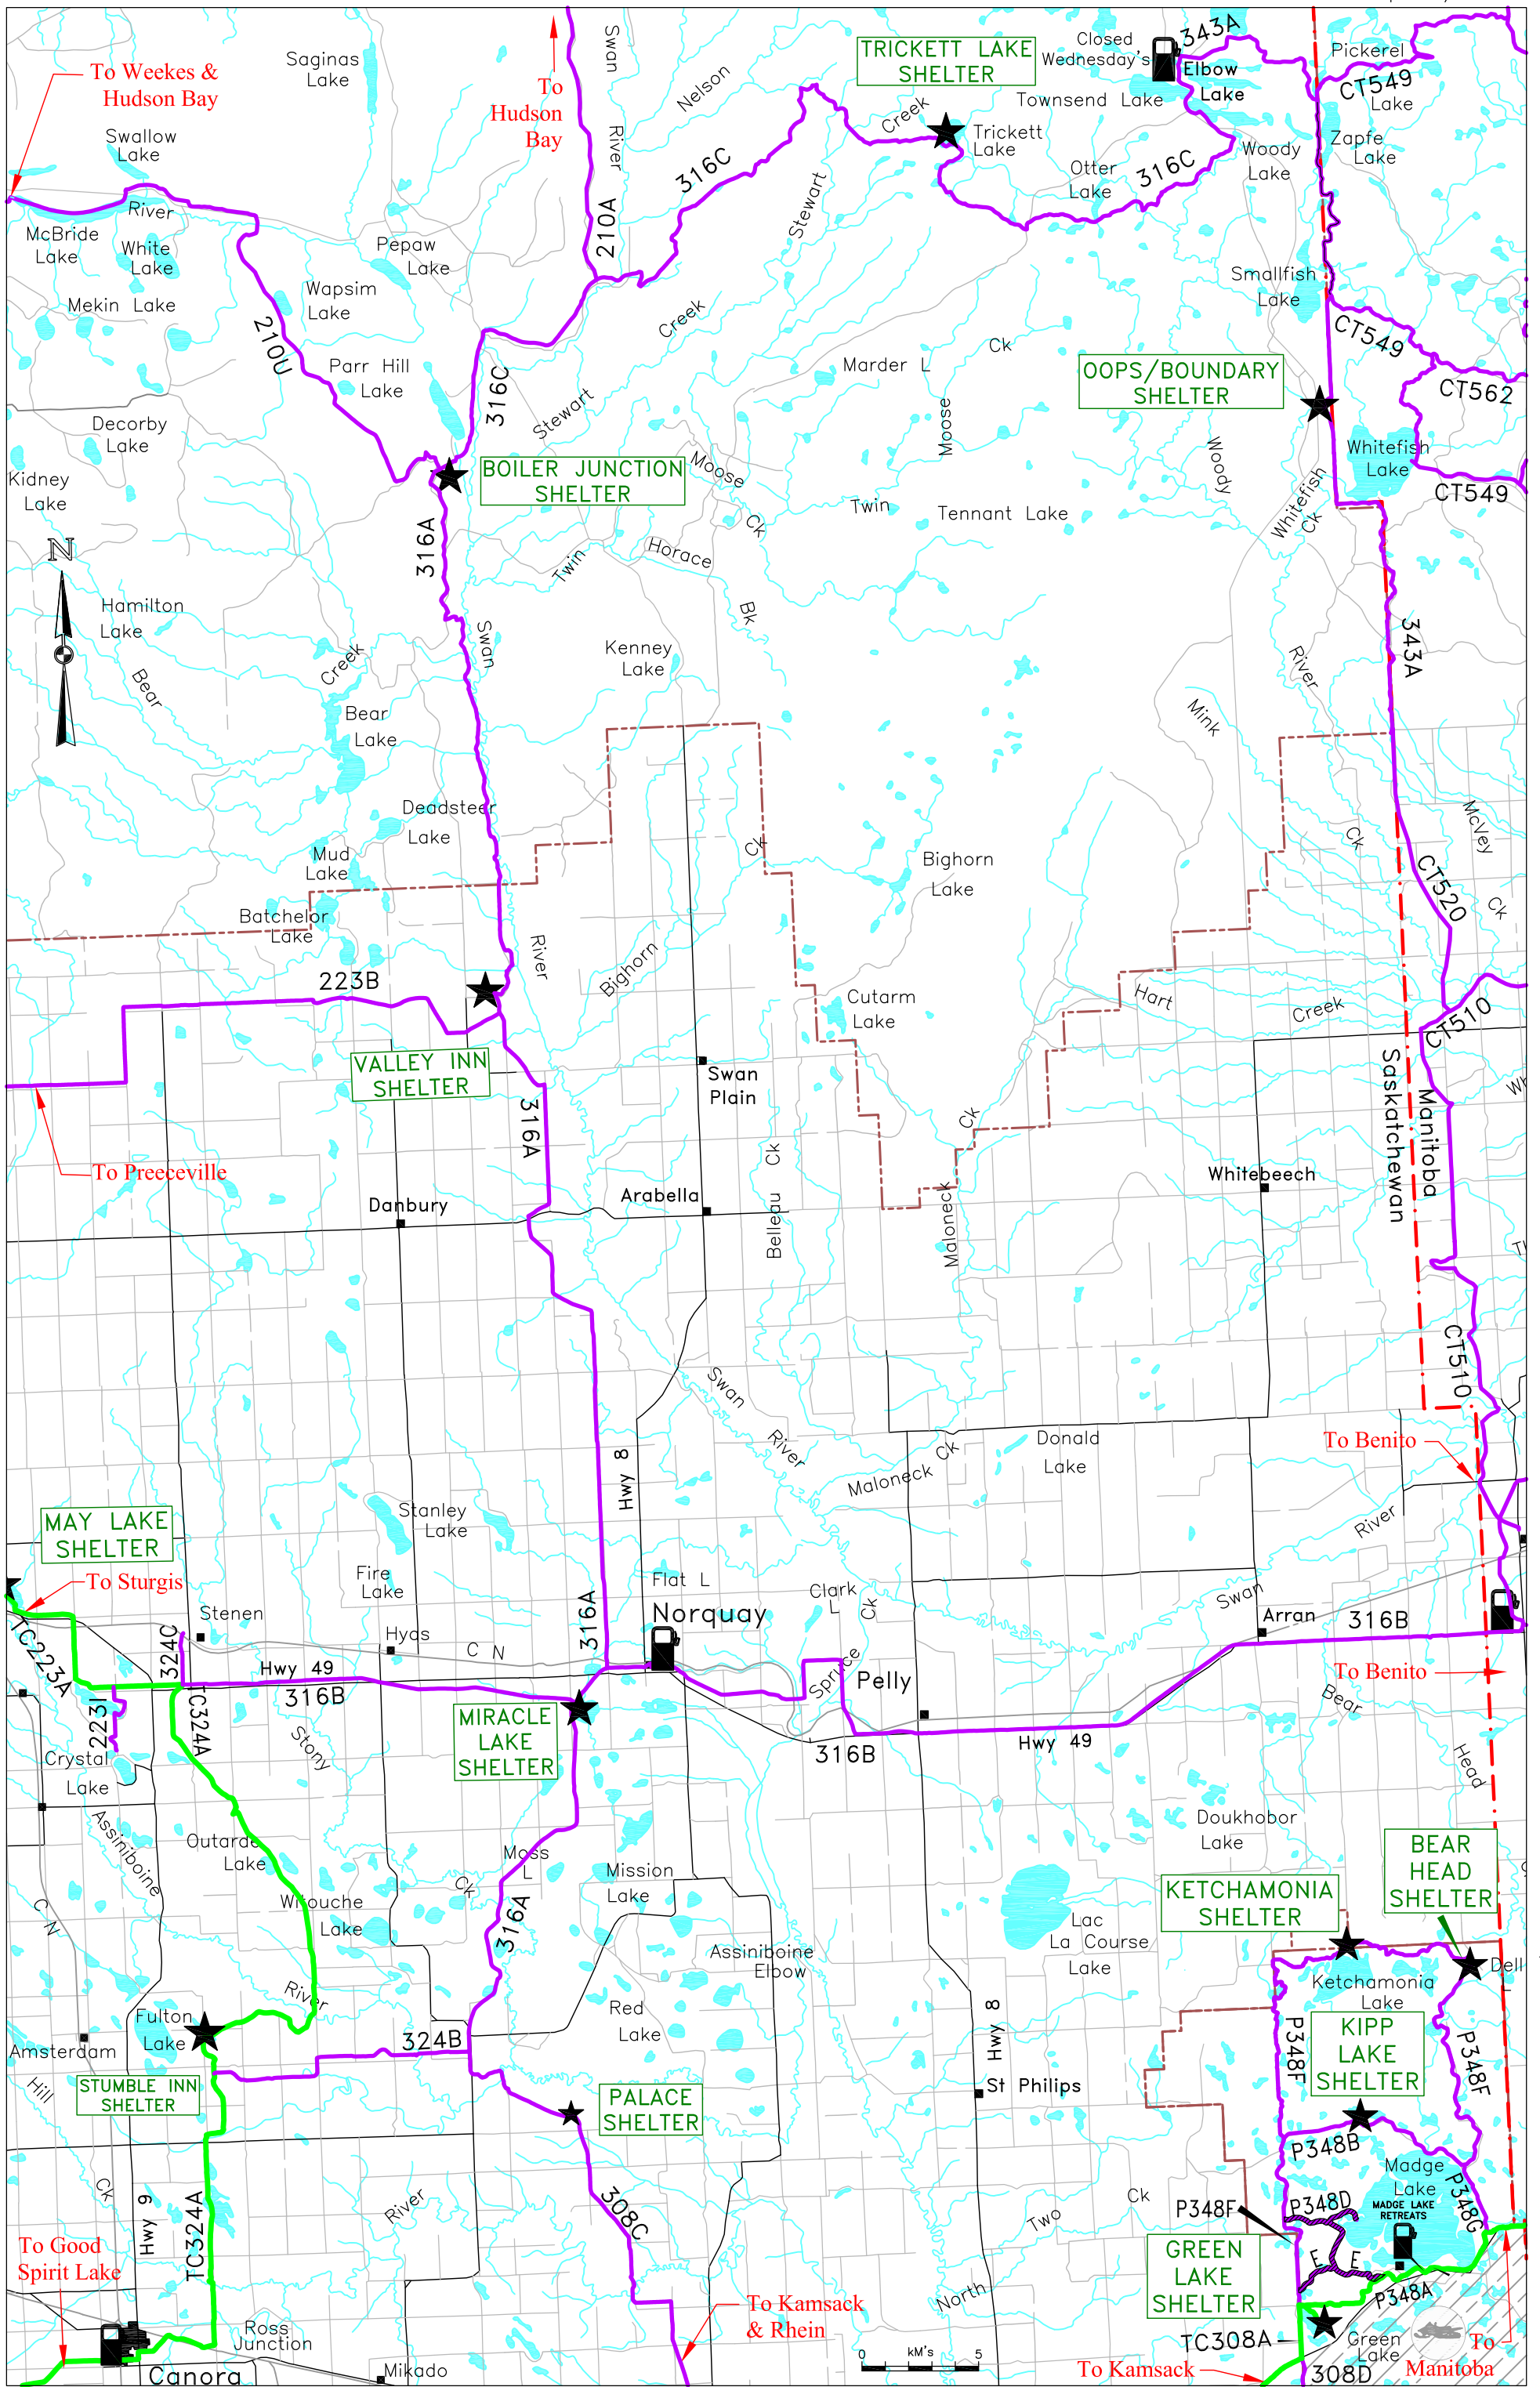 To Weekes &
Hudson Bay
Saginas
Lake
To
Hudson
Bay
Swan
River
Nelson
Creek
TRICKETT LAKE
SHELTER
Closed
Wednesday's
343A
Elbow
Lake
Pickerel
Lake
CT549
Townsend Lake
Trickett
Lake
Zapfe
Lake
Swallow
Lake
River
316C
Otter
Lake
316C
Woody
Lake
McBride
Lake
White
Lake
Pepaw
Lake
210A
Stewart
Mekin Lake
Wapsim
Lake
Smallfish
Lake
Creek
210U
Parr Hill
Lake
316C
Stewart
Marder L
Ck
Moose
OOPS/BOUNDARY
SHELTER
CT549
CT562
Decorby
Lake
Kidney
Lake
BOILER JUNCTION
SHELTER
Moose
Ck
Twin
Tennant Lake
Woody
Whitefish
Ck
Whitefish
Lake
CT549
N
316A
Twin
Horace
Bk
Hamilton
Lake
Bear
Creek
Swan
Kenney
Lake
River
343A
Bear
Lake
Mink
Ck
Deadsteer
Lake
Mud
Lake
Ck
Bighorn
Lake
McVey
Ck
CT520
Batchelor
Lake
River
Bighorn
223B
Cutarm
Lake
Hart
Creek
CT510
VALLEY INN
SHELTER
316A
Swan
Plain
Saskatchewan
Manitoba
To Preeceville
Danbury
Arabella
Belleau
Ck
Maloneck
Ck
Whitebeech
CT510
Swan
River
Hwy 8
Maloneck
Ck
Donald
Lake
To Benito
MAY LAKE
SHELTER
To Sturgis
Stanley
Lake
Fire
Lake
Flat L
Clark
L
Ck
Swan
River
TC223A
Stenen
324C
Hyas
C N
316A
Norquay
Arran
316B
Hwy 49
316B
223I
TC324A
Spruce
Pelly
316B
Hwy 49
To Benito
Bear
Head
Crystal
Lake
Stony
MIRACLE
LAKE
SHELTER
Assiniboine
Outarde
Lake
Ck
Moss
L
Mission
Lake
Doukhobor
Lake
BEAR
HEAD
SHELTER
KETCHAMONIA
SHELTER
C N
Witouche
Lake
316A
Assiniboine
Elbow
Lac
La Course
Lake
Dell
L
Ketchamonia
Lake
River
Fulton
Lake
Red
Lake
324B
Hwy 8
P348F
KIPP
LAKE
SHELTER
P348F
Amsterdam
Hill
Ck
STUMBLE INN
SHELTER
PALACE
SHELTER
St Philips
P348B
Madge
Lake
MADGE LAKE
RETREATS
P348G
P348D
P348F
Hwy 9
TC324A
River
308C
Two
Ck
North
GREEN
LAKE
SHELTER
E
E
P348A
To Good
Spirit Lake
Ross
Junction
Canora
Mikado
To Kamsack
& Rhein
0
kM's
5
TC308A
Green
Lake
To
Manitoba
To Kamsack
308D